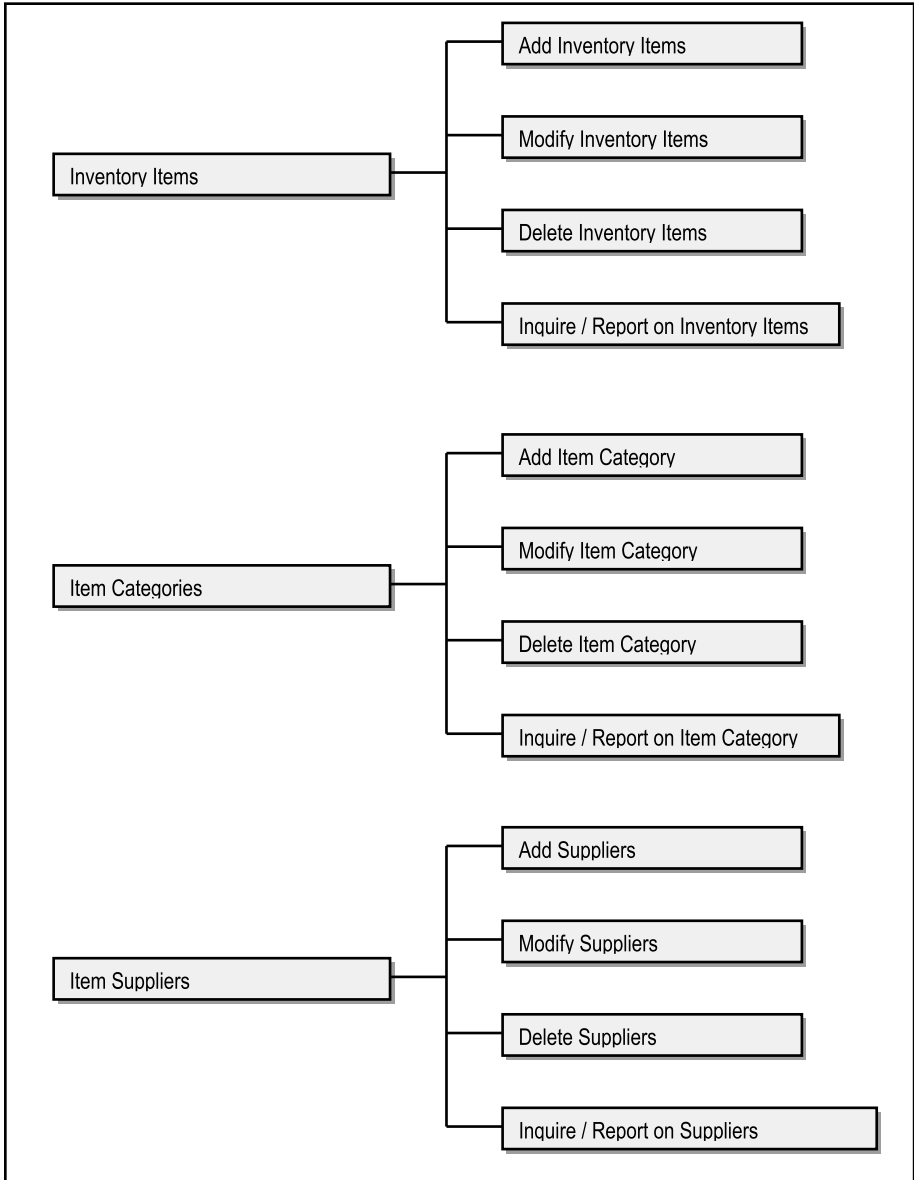 Add Inventory Items
Modify Inventory Items
Inventory Items
Delete Inventory Items
Inquire / Report on Inventory Items
Add Item Category
Modify Item Category
Item Categories
Delete Item Category
Inquire / Report on Item Category
Add Suppliers
Modify Suppliers
Item Suppliers
Delete Suppliers
Inquire / Report on Suppliers